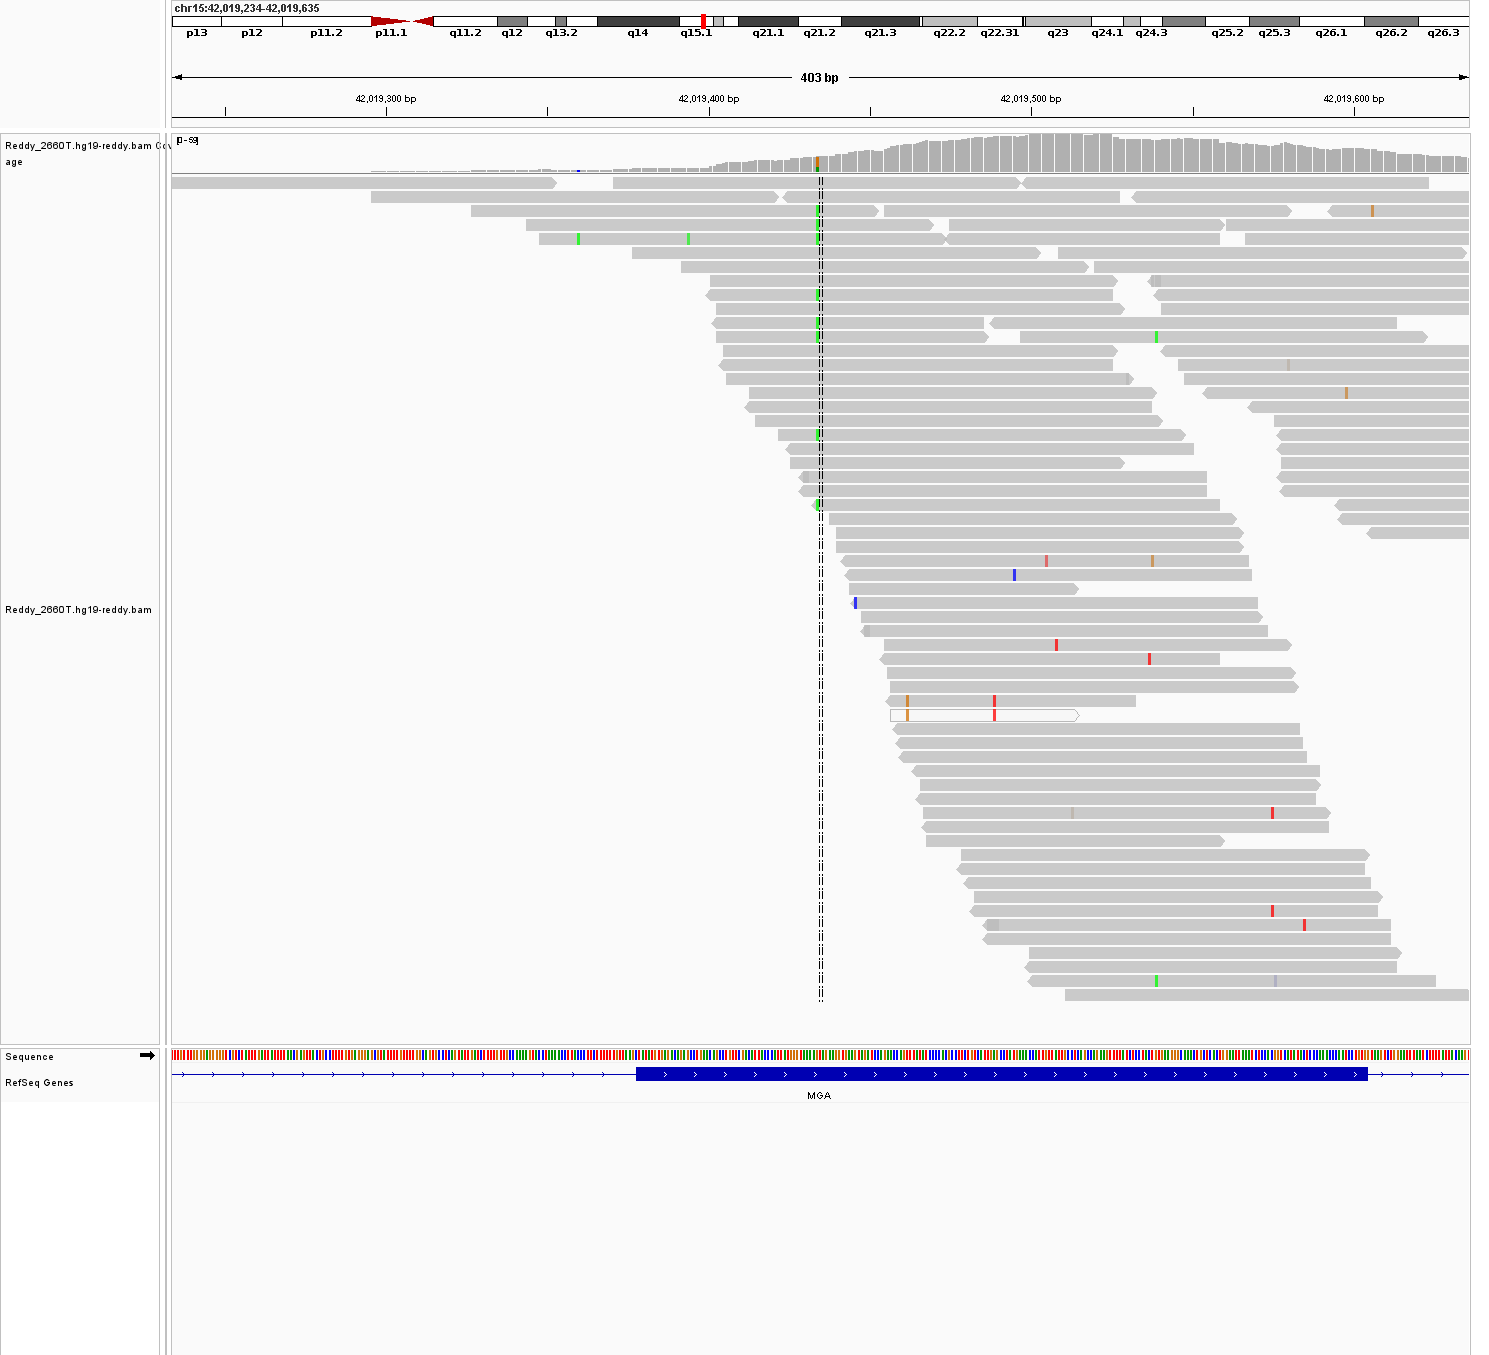 chr15:42,019,234-42,019,635
p13 p12 p11.2 p11.1 q11.2 q12 q13.2 q14 q15.1 q21.1 q21.2 q21.3 q22.2 q22.31 q23 q24.1 q24.3 q25.2 q25.3 q26.1 q26.2 q26.3
403 bp
42,019,300 bp 42,019,400 bp 42,019,500 bp 42,019,600 bp
Reddy_2660T.hg19-reddy.bam Cov
age
[0-59]
Reddy_2660T.hg19-reddy.bam
Sequence
RefSeq Genes
MGA